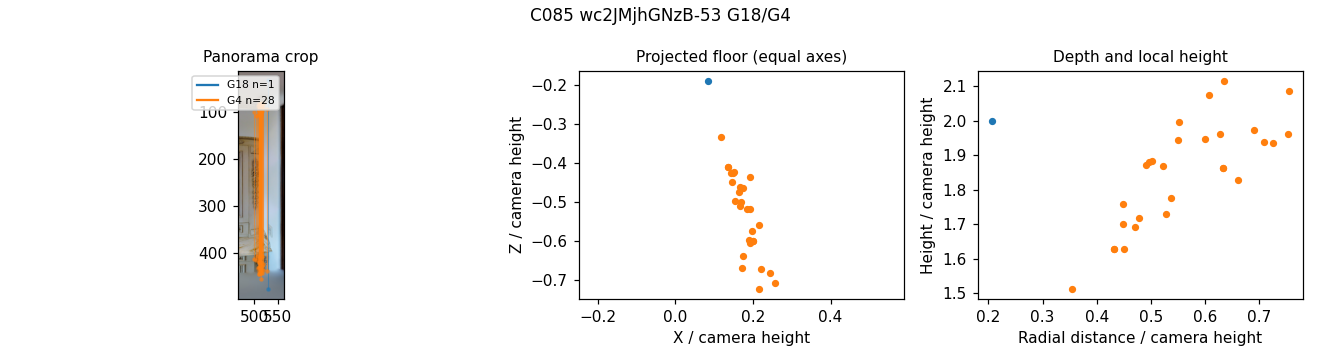 C085 wc2JMjhGNzB-53 G18/G4
Panorama crop
G18 n=1
G4 n=28
100
200
300
400
500
550
Projected floor (equal axes)
Z / camera height
−0.2
−0.3
−0.4
−0.5
−0.6
−0.7
−0.2
0.0
0.2
0.4
X / camera height
Depth and local height
Height / camera height
2.1
2.0
1.9
1.8
1.7
1.6
1.5
0.2
0.3
0.4
0.5
0.6
0.7
Radial distance / camera height